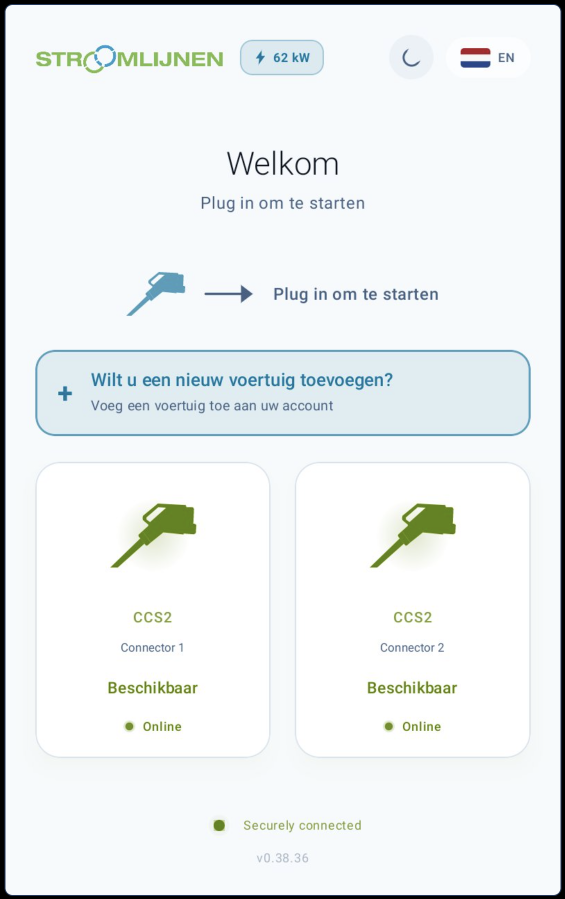 STROOMLIJNEN
62 kW
EN
Welkom
Plug in om te starten
Plug in om te starten
+ Wilt u een nieuw voertuig toevoegen?
Voeg een voertuig toe aan uw account
CCS2
Connector 1
Beschikbaar
Online
CCS2
Connector 2
Beschikbaar
Online
Securely connected
v0.38.36